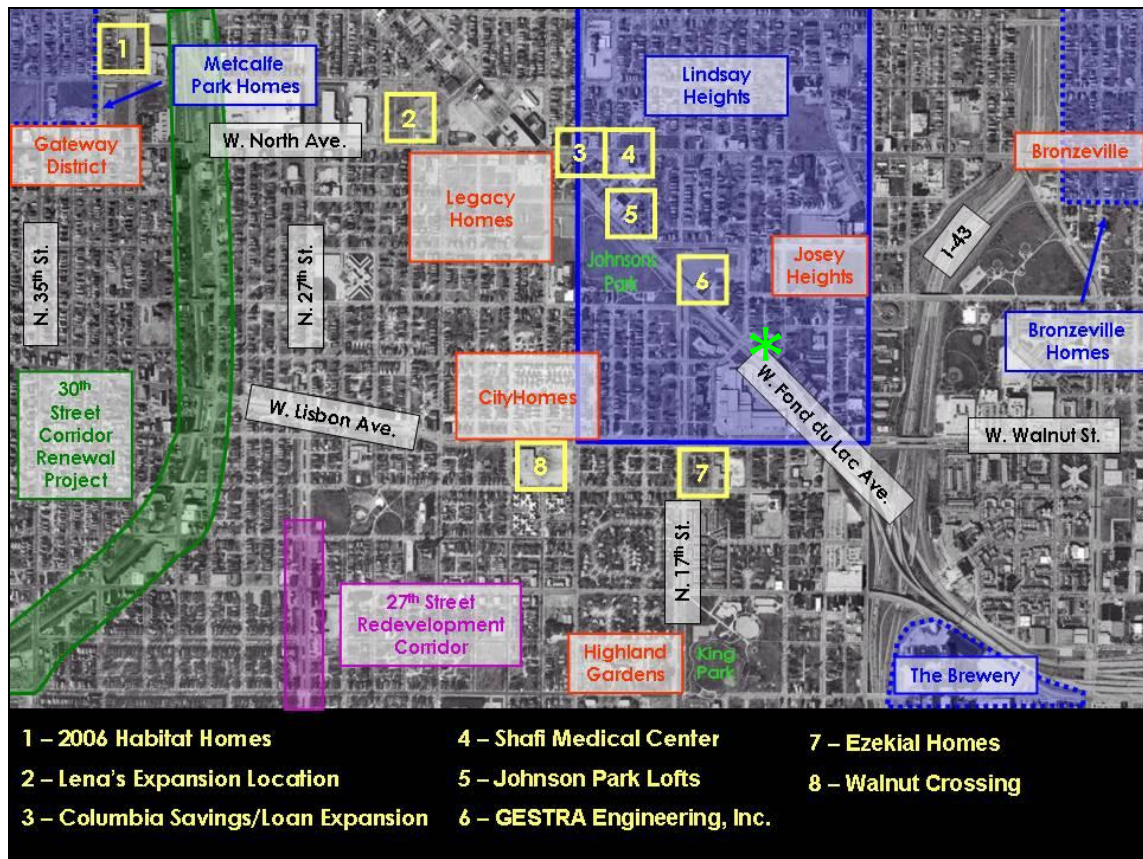 1
Metcalfe
Park Homes
Lindsay
Heights
2
W. North Ave.
Gateway
District
3
4
Bronzeville
Legacy
Homes
5
N. 35th St.
N. 27th St.
Johnsons
Park
6
Josey
Heights
I-43
Bronzeville
Homes
30th
Street
Corridor
Renewal
Project
W. Lisbon Ave.
CityHomes
*
W. Fond du Lac Ave.
W. Walnut St.
8
7
N. 17th St.
27th Street
Redevelopment
Corridor
Highland
Gardens
King
Park
The Brewery
1 – 2006 Habitat Homes
2 – Lena's Expansion Location
3 – Columbia Savings/Loan Expansion
4 – Shafi Medical Center
5 – Johnson Park Lofts
6 – GESTRA Engineering, Inc.
7 – Ezekial Homes
8 – Walnut Crossing